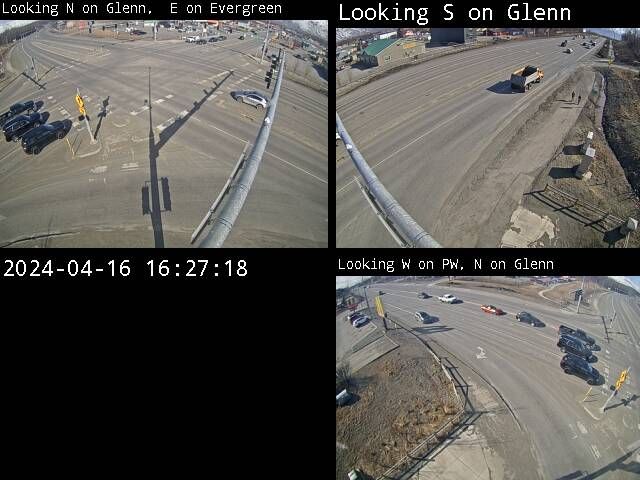 Looking N on Glenn,  E on Evergreen
Looking S on Glenn
2024-04-16 16:27:18
Looking W on PW, N on Glenn